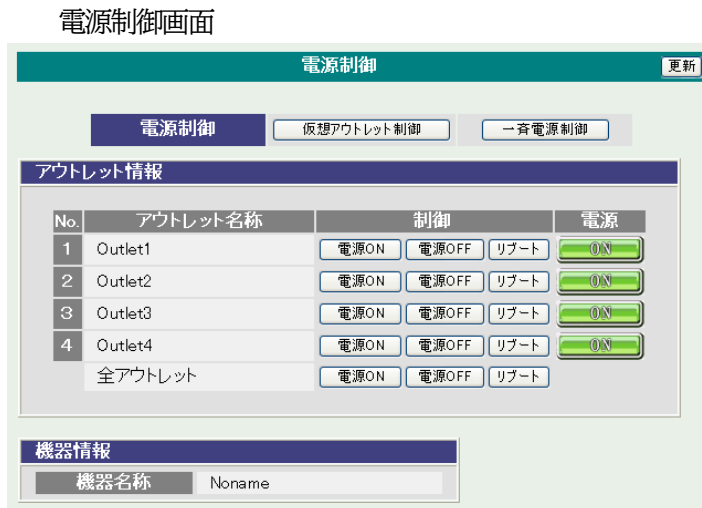 電源制御画面
電源制御 更新
電源制御 仮想アウトレット制御 一斉電源制御
アウトレット情報
No. アウトレット名称 制御 電源
1 Outlet1 電源ON 電源OFF リブート ON
2 Outlet2 電源ON 電源OFF リブート ON
3 Outlet3 電源ON 電源OFF リブート ON
4 Outlet4 電源ON 電源OFF リブート ON
全アウトレット 電源ON 電源OFF リブート
機器情報
機器名称 Noname